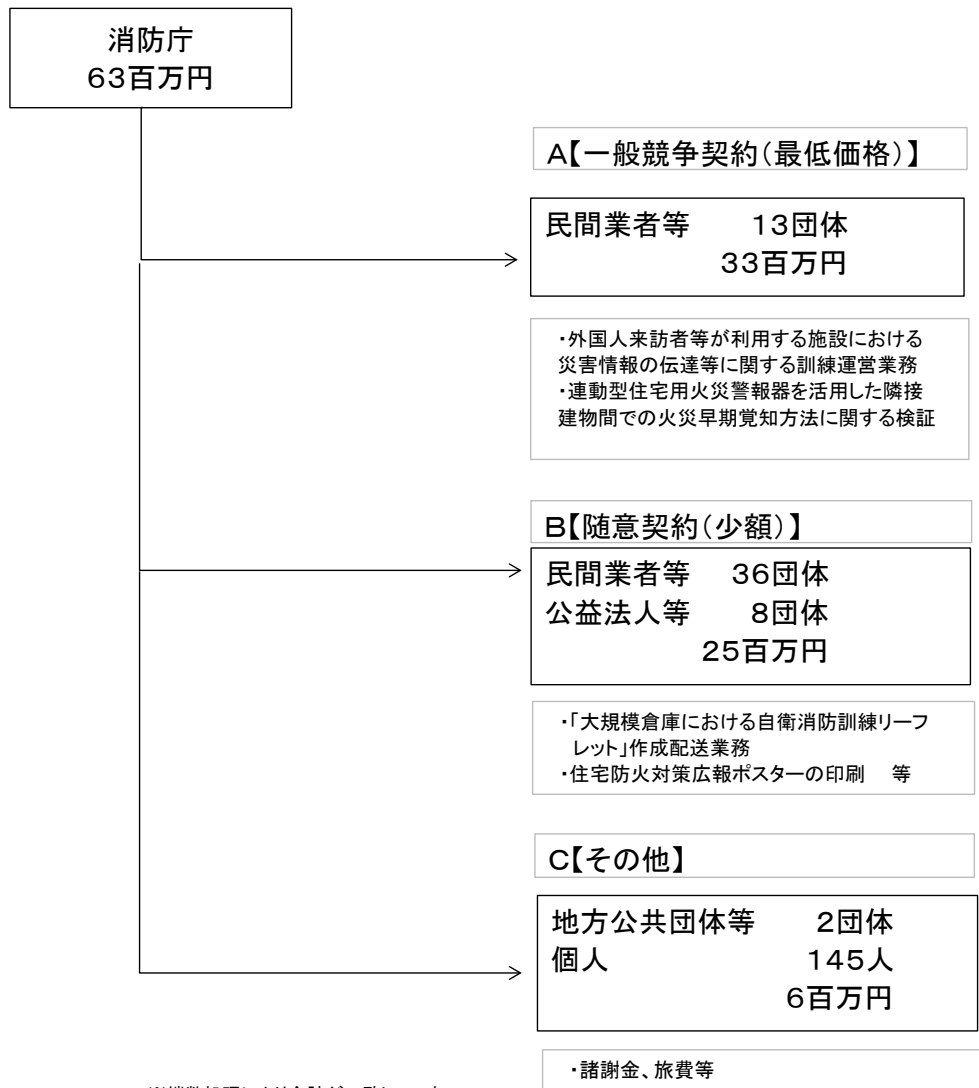 消防庁
63百万円
A【一般競争契約(最低価格)】
民間業者等 13団体
33百万円
・外国人来訪者等が利用する施設における
災害情報の伝達等に関する訓練運営業務
・連動型住宅用火災警報器を活用した隣接
建物間での火災早期覚知方法に関する検証
B【随意契約(少額)】
民間業者等 36団体
公益法人等 8団体
25百万円
・「大規模倉庫における自衛消防訓練リーフ
レット」作成配送業務
・住宅防火対策広報ポスターの印刷 等
C【その他】
地方公共団体等 2団体
個人 145人
6百万円
・諸謝金、旅費等